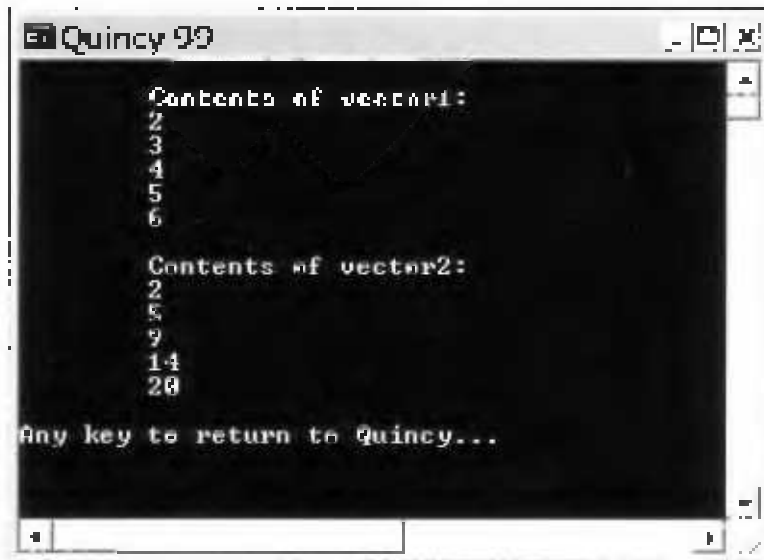 Quincy 99
Contents of vector1:
2
3
4
5
6
Contents of vector2:
2
5
9
14
20
Any key to return to Quincy...